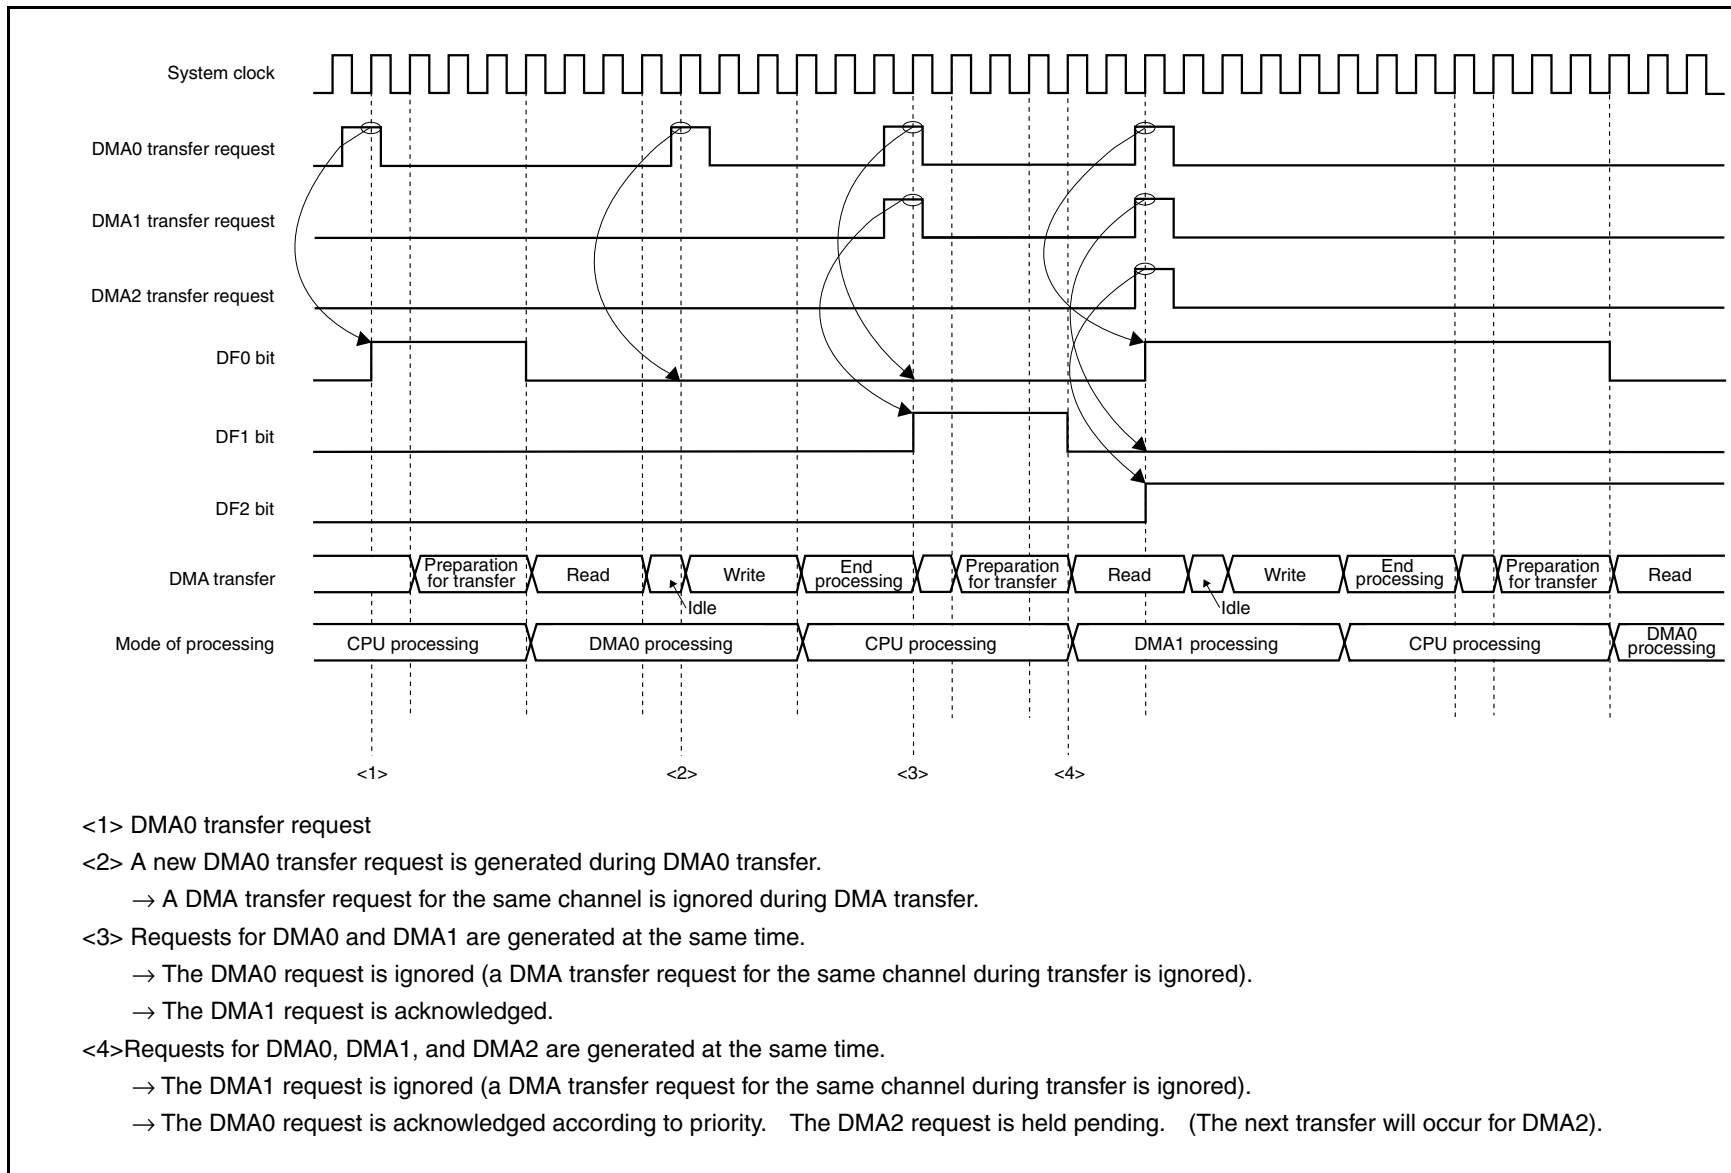 System clock
DMA0 transfer request
DMA1 transfer request
DMA2 transfer request
DF0 bit
DF1 bit
DF2 bit
DMA transfer
Preparation
for transfer
Read
Idle
Write
End
processing
Preparation
for transfer
Read
Idle
Write
End
processing
Preparation
for transfer
Read
Mode of processing
CPU processing
DMA0 processing
CPU processing
DMA1 processing
CPU processing
DMA0
processing
<1>
<2>
<3>
<4>
<1> DMA0 transfer request
<2> A new DMA0 transfer request is generated during DMA0 transfer.
→ A DMA transfer request for the same channel is ignored during DMA transfer.
<3> Requests for DMA0 and DMA1 are generated at the same time.
→ The DMA0 request is ignored (a DMA transfer request for the same channel during transfer is ignored).
→ The DMA1 request is acknowledged.
<4>Requests for DMA0, DMA1, and DMA2 are generated at the same time.
→ The DMA1 request is ignored (a DMA transfer request for the same channel during transfer is ignored).
→ The DMA0 request is acknowledged according to priority. The DMA2 request is held pending. (The next transfer will occur for DMA2).